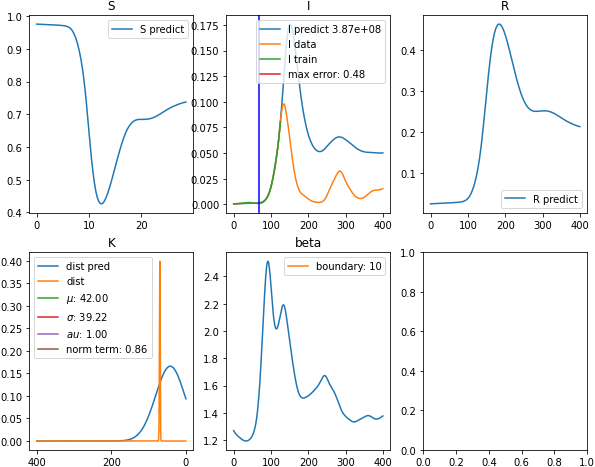 S
1.0
0.9
0.8
0.7
0.6
0.5
0.4
0 10 20
S predict
I
0.175
0.150
0.125
0.100
0.075
0.050
0.025
0.000
0 100 200 300 400
I predict 3.87e+08
I data
I train
max error: 0.48
R
0.4
0.3
0.2
0.1
0 100 200 300 400
R predict
K
0.40
0.35
0.30
0.25
0.20
0.15
0.10
0.05
0.00
400 200 0
dist pred
dist
μ: 42.00
σ: 39.22
au: 1.00
norm term: 0.86
beta
2.6
2.4
2.2
2.0
1.8
1.6
1.4
1.2
0 100 200 300 400
boundary: 10
1.0
0.8
0.6
0.4
0.2
0.0
0.0 0.2 0.4 0.6 0.8 1.0